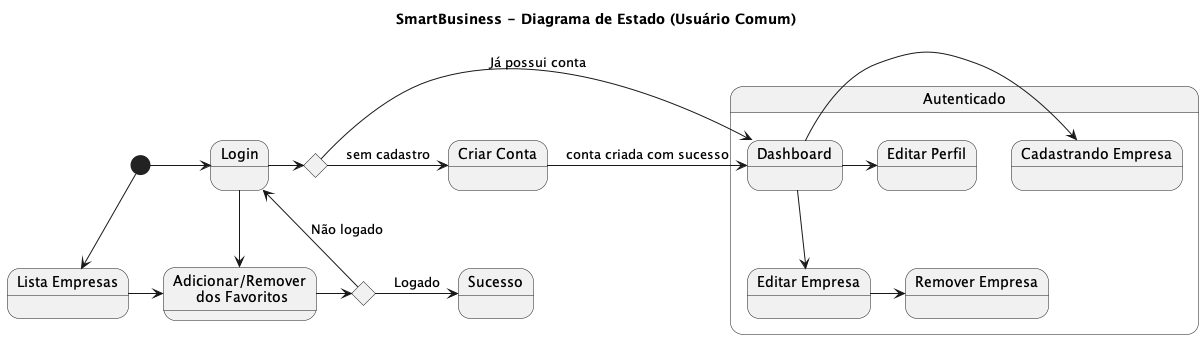 SmartBusiness - Diagrama de Estado (Usuário Comum)
Já possui conta
Autenticado
Login
sem cadastro
Criar Conta
conta criada com sucesso
Dashboard
Editar Perfil
Cadastrando Empresa
Não logado
Lista Empresas
Adicionar/Remover
dos Favoritos
Logado
Sucesso
Editar Empresa
Remover Empresa